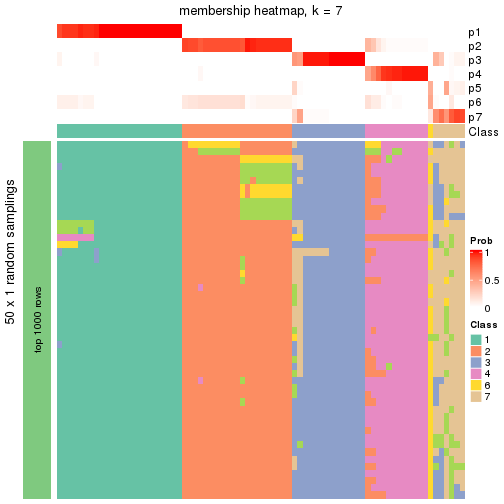 membership heatmap, k = 7
p1
p2
p3
p4
p5
p6
p7
Class
50 x 1 random samplings
top 1000 rows
Prob
1
0.5
0
Class
1
2
3
4
6
7